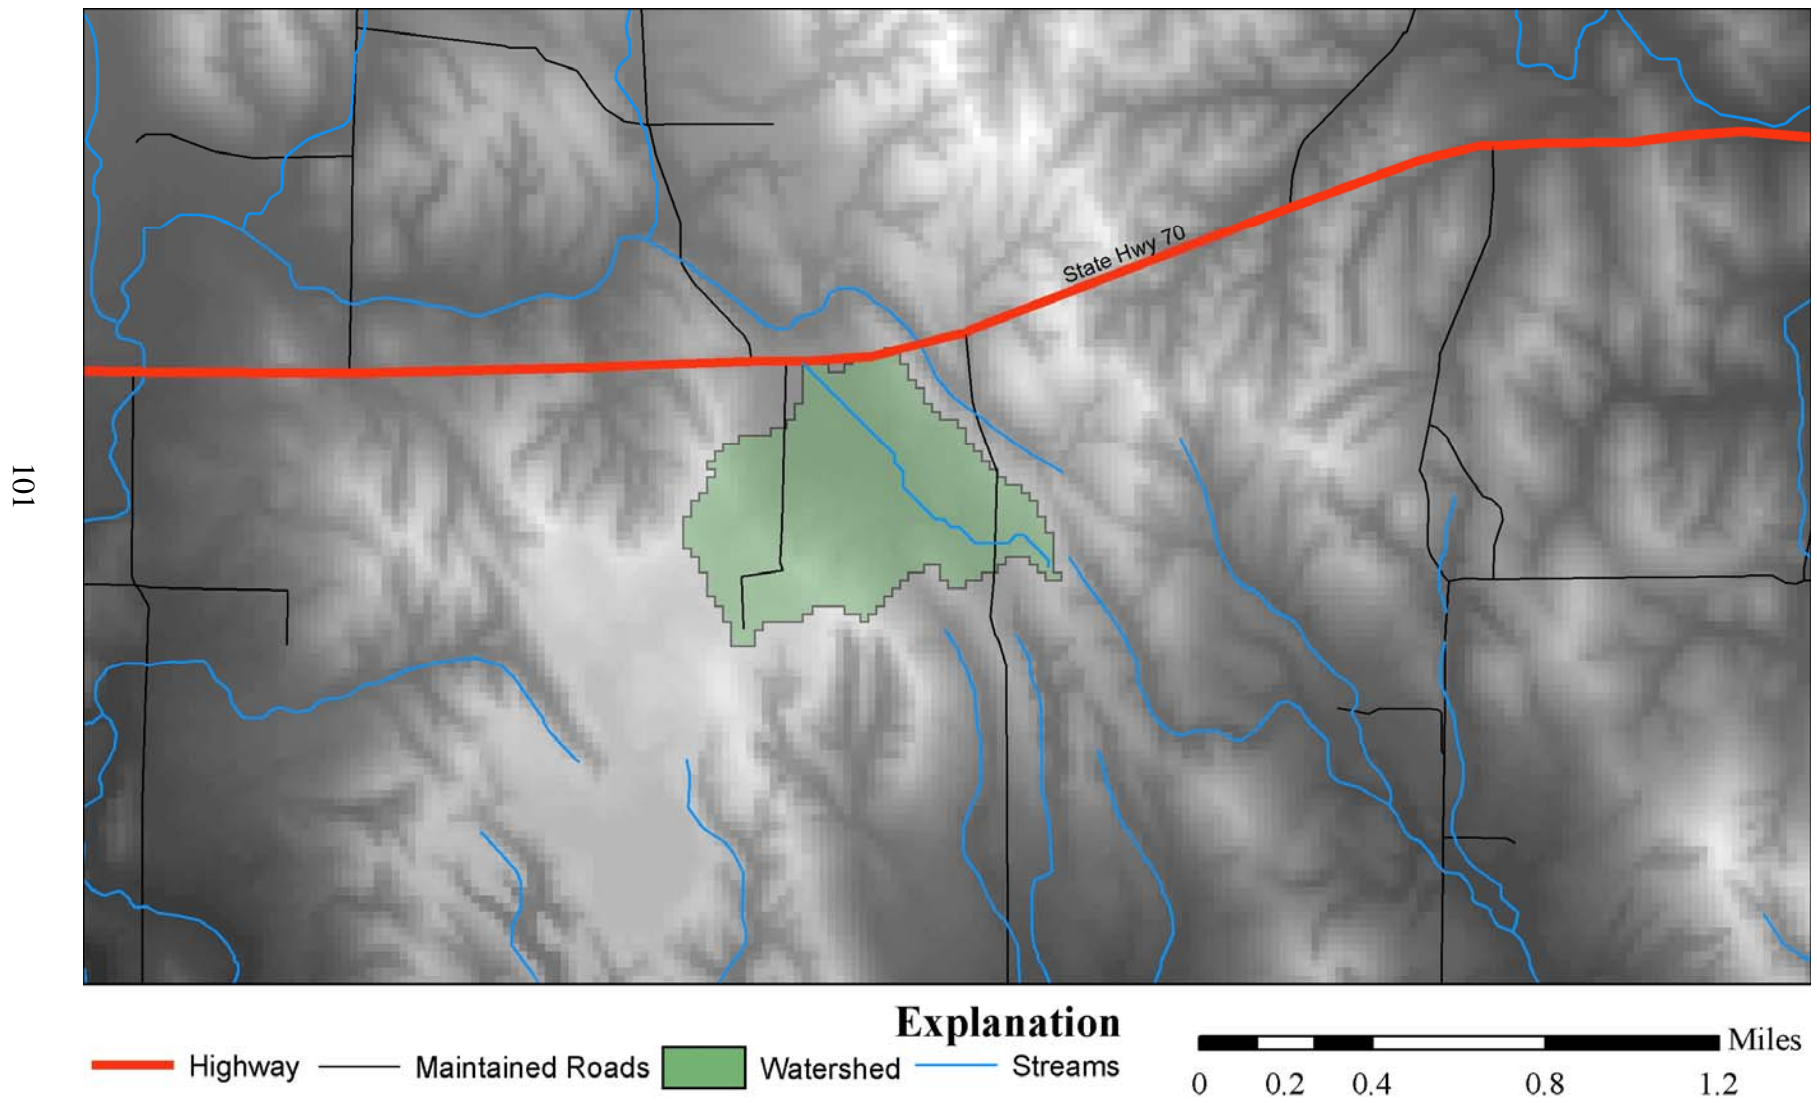 State Hwy 70
101
Explanation
Highway
Maintained Roads
Watershed
Streams
Miles
0 0.2 0.4 0.8 1.2